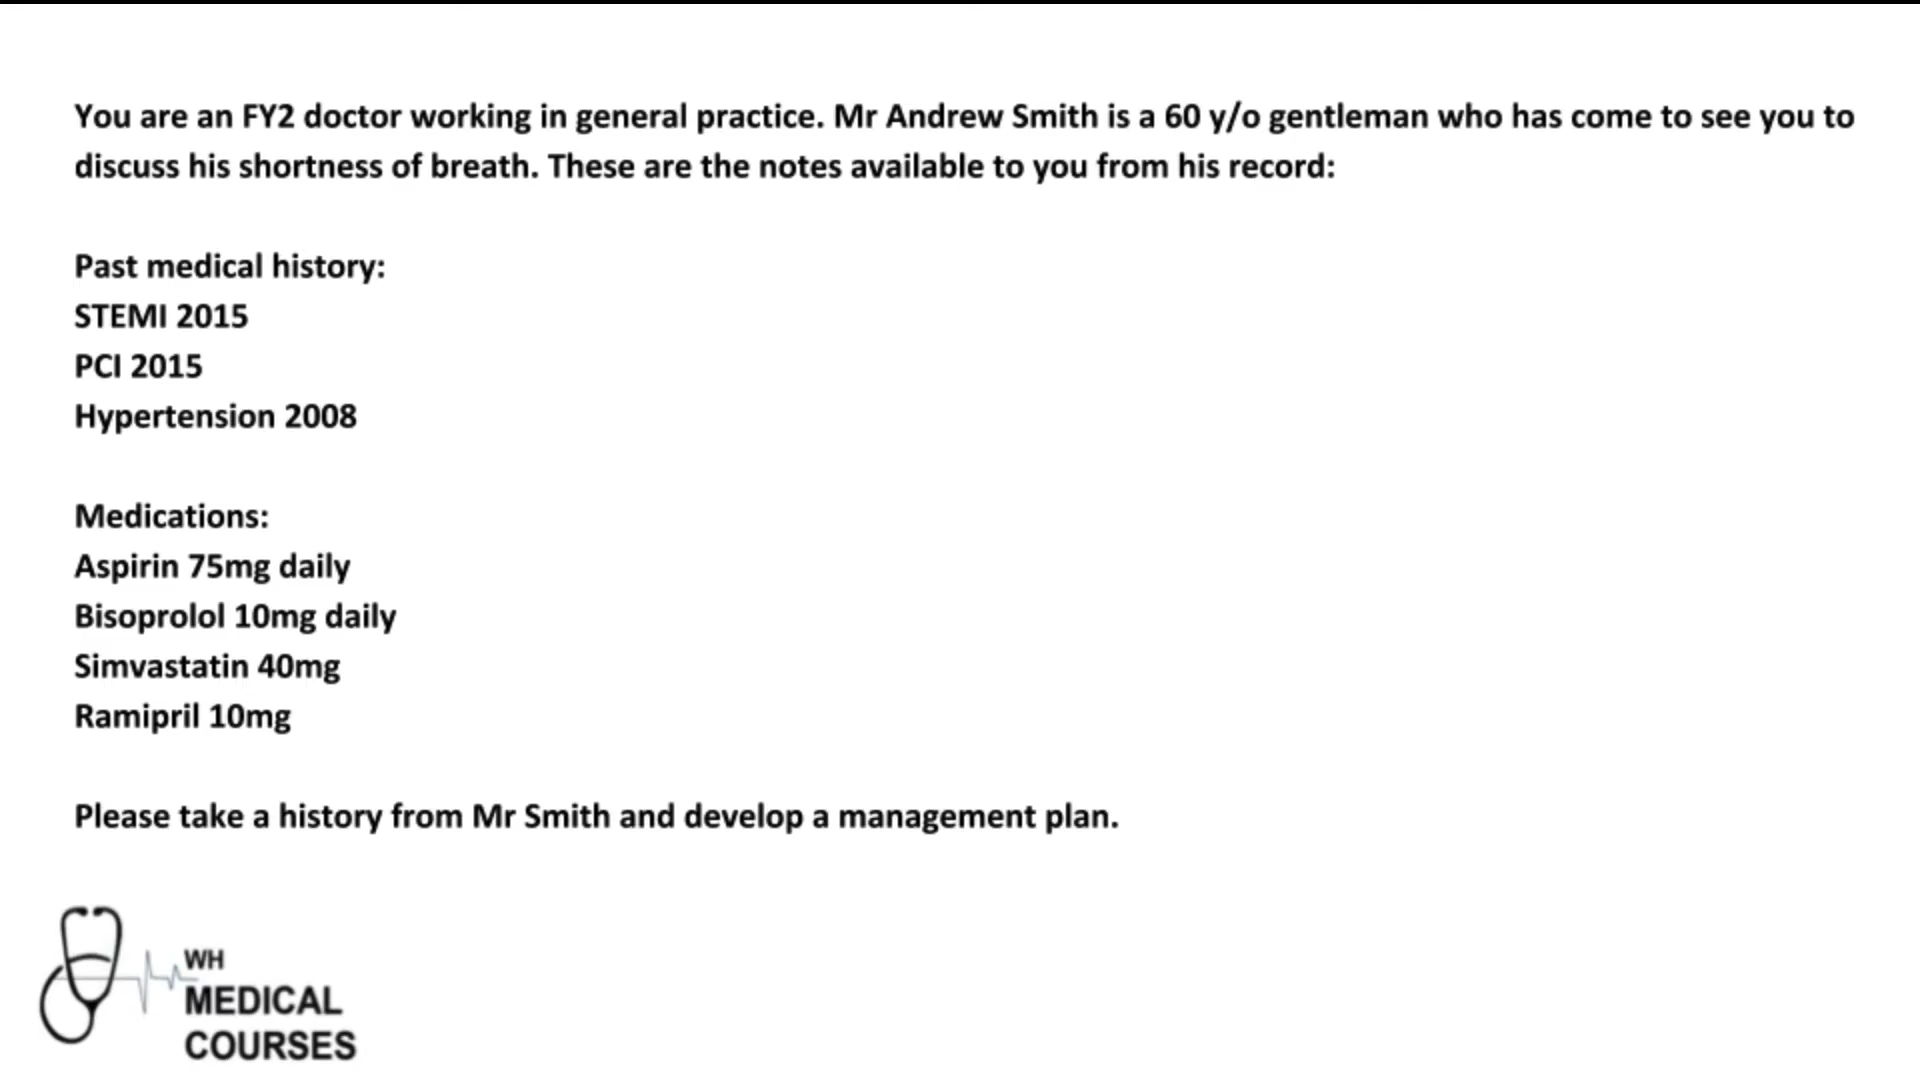 You are an FY2 doctor working in general practice. Mr Andrew Smith is a 60 y/o gentleman who has come to see you to
discuss his shortness of breath. These are the notes available to you from his record:
Past medical history:
STEMI 2015
PCI 2015
Hypertension 2008
Medications:
Aspirin 75mg daily
Bisoprolol 10mg daily
Simvastatin 40mg
Ramipril 10mg
Please take a history from Mr Smith and develop a management plan.
WH
MEDICAL
COURSES